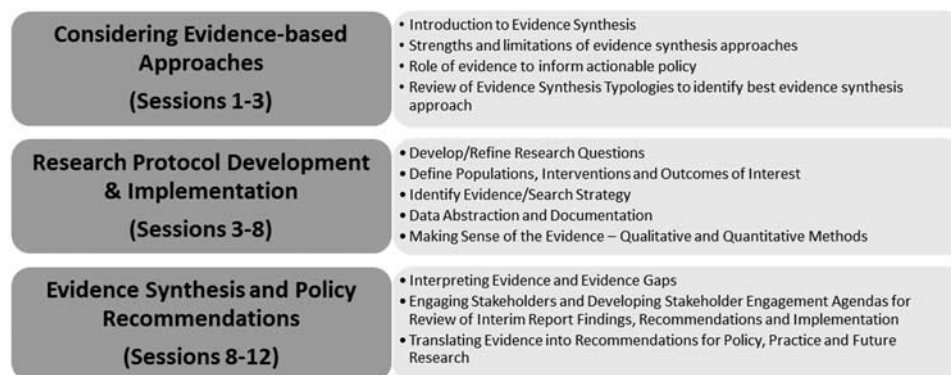 Considering Evidence-based
Approaches
(Sessions 1-3)
• Introduction to Evidence Synthesis
• Strengths and limitations of evidence synthesis approaches
• Role of evidence to inform actionable policy
• Review of Evidence Synthesis Typologies to identify best evidence synthesis
approach
Research Protocol Development
& Implementation
(Sessions 3-8)
• Develop/Refine Research Questions
• Define Populations, Interventions and Outcomes of Interest
• Identify Evidence/Search Strategy
• Data Abstraction and Documentation
• Making Sense of the Evidence – Qualitative and Quantitative Methods
Evidence Synthesis and Policy
Recommendations
(Sessions 8-12)
• Interpreting Evidence and Evidence Gaps
• Engaging Stakeholders and Developing Stakeholder Engagement Agendas for
Review of Interim Report Findings, Recommendations and Implementation
• Translating Evidence into Recommendations for Policy, Practice and Future
Research